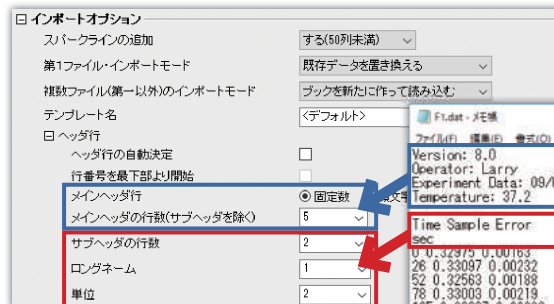 インポートオプション
スパークラインの追加 する(50列未満)
第1ファイル・インポートモード 既存データを置き換える
複数ファイル(第一以外)のインポートモード ブックを新たに作って読み込む
テンプレート名 <デフォルト>
ヘッダ行
ヘッダ行の自動決定
行番号を最下部より開始
メインヘッダ行 固定数
メインヘッダの行数(サブヘッダを除く) 5
サブヘッダの行数 2
ロングネーム 1
単位 2
F1.dat - メモ帳
ファイル(F) 編集(E) 書式(O)
Version: 8.0
Operator: Larry
Experiment Data: 09/
Temperature: 37.2
Time Sample Error
sec
0 0.32975 0.00163
26 0.33097 0.00232
52 0.32563 0.00188
78 0.33003 0.00219